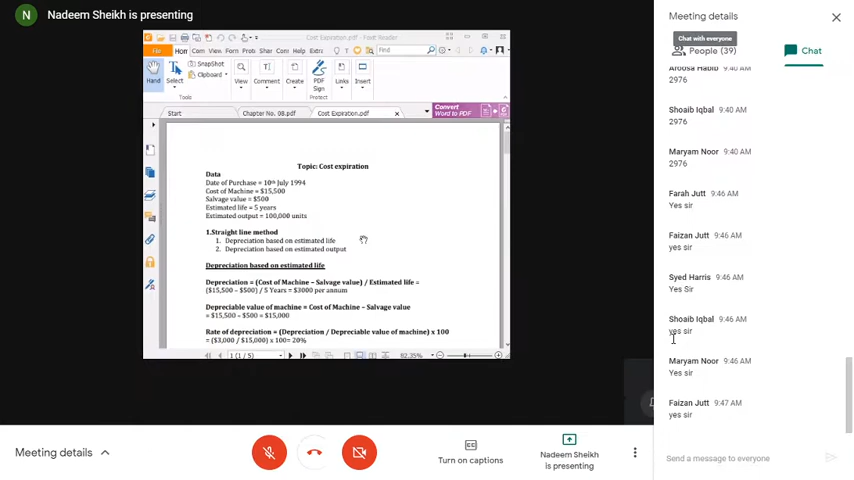 N Nadeem Sheikh is presenting
Cost Expiration.pdf - Foxit Reader
File Hom Com View Forn Prot Shar Conn Help Extra Find
Hand
Select
SnapShot
Clipboard
View
Comment
Create
PDF Sign
Links
Insert
Tools
Protect
Start
Chapter No. 08.pdf
Cost Expiration.pdf
Convert Word to PDF
Topic: Cost expiration
Data
Date of Purchase = 10th July 1994
Cost of Machine = $15,500
Salvage value = $500
Estimated life = 5 years
Estimated output = 100,000 units
1.Straight line method
1. Depreciation based on estimated life
2. Depreciation based on estimated output
Depreciation based on estimated life
Depreciation = (Cost of Machine – Salvage value) / Estimated life =
($15,500 – $500) / 5 Years = $3000 per annum
Depreciable value of machine = Cost of Machine – Salvage value
= $15,500 - $500 = $15,000
Rate of depreciation = (Depreciation / Depreciable value of machine) x 100
= ($3,000 / $15,000) x 100= 20%
1 (1 / 5)
82.35%
Meeting details
Chat with everyone
People (39)
Chat
Aroosa Habib 9:40 AM
2976
Shoaib Iqbal 9:40 AM
2976
Maryam Noor 9:40 AM
2976
Farah Jutt 9:46 AM
Yes sir
Faizan Jutt 9:46 AM
yes sir
Syed Harris 9:46 AM
Yes Sir
Shoaib Iqbal 9:46 AM
yes sir
Maryam Noor 9:46 AM
Yes sir
Faizan Jutt 9:47 AM
yes sir
Send a message to everyone
Meeting details
Turn on captions
Nadeem Sheikh
is presenting